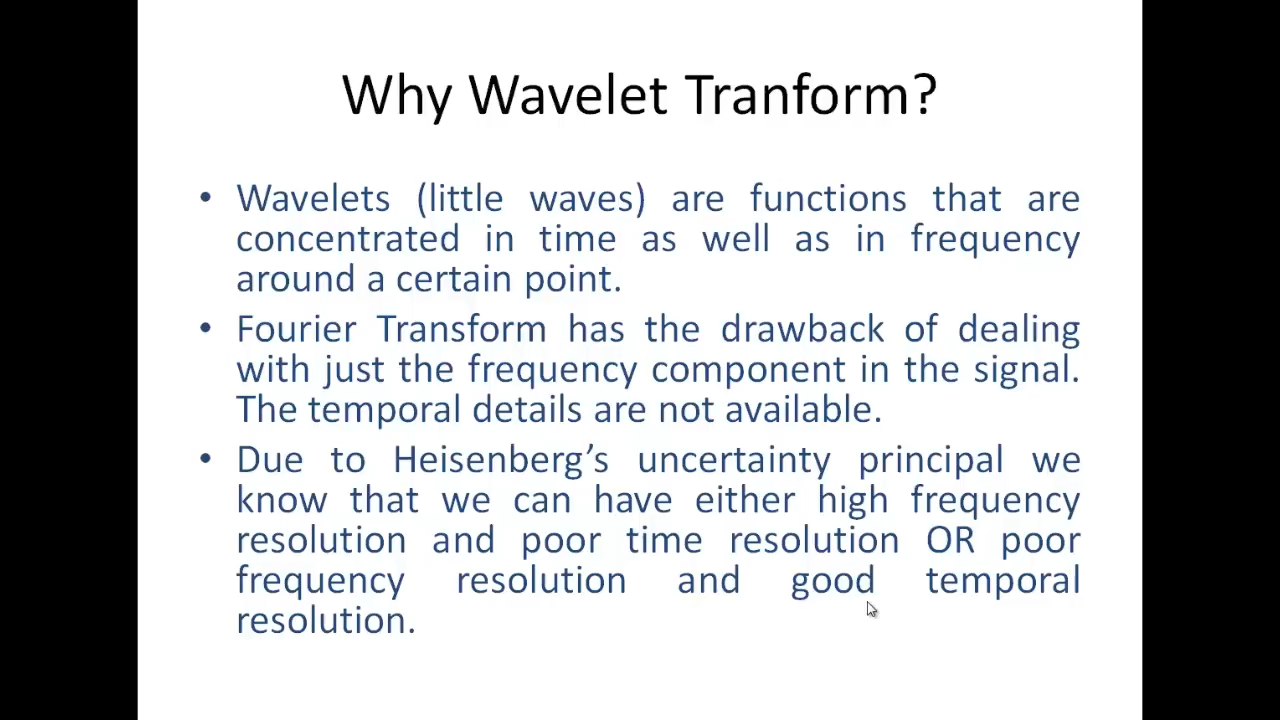 Why Wavelet Tranform?
• Wavelets (little waves) are functions that are
concentrated in time as well as in frequency
around a certain point.
• Fourier Transform has the drawback of dealing
with just the frequency component in the signal.
The temporal details are not available.
• Due to Heisenberg’s uncertainty principal we
know that we can have either high frequency
resolution and poor time resolution OR poor
frequency resolution and good temporal
resolution.